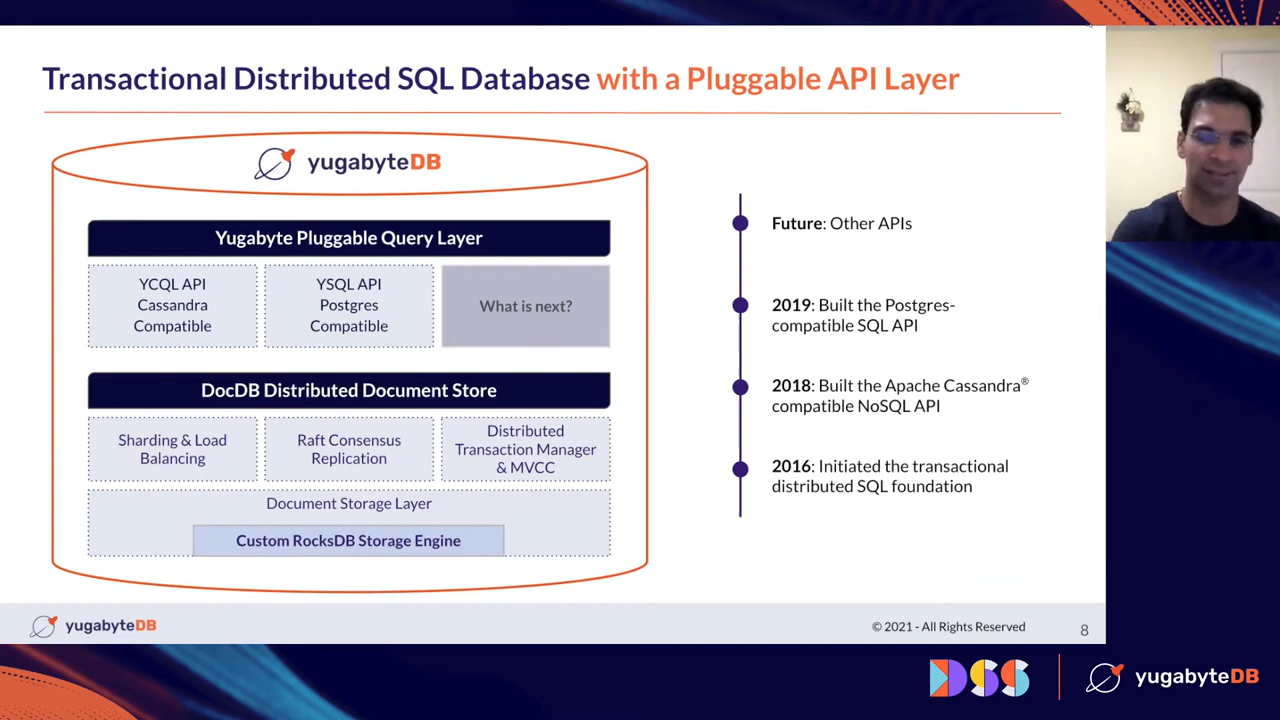 Transactional Distributed SQL Database with a Pluggable API Layer
yugabyteDB
Yugabyte Pluggable Query Layer
YCQL API
Cassandra
Compatible
YSQL API
Postgres
Compatible
What is next?
DocDB Distributed Document Store
Sharding & Load
Balancing
Raft Consensus
Replication
Distributed
Transaction Manager
& MVCC
Document Storage Layer
Custom RocksDB Storage Engine
Future: Other APIs
2019: Built the Postgres-
compatible SQL API
2018: Built the Apache Cassandra®
compatible NoSQL API
2016: Initiated the transactional
distributed SQL foundation
yugabyteDB
© 2021 - All Rights Reserved
8
DSS
yugabyteDB